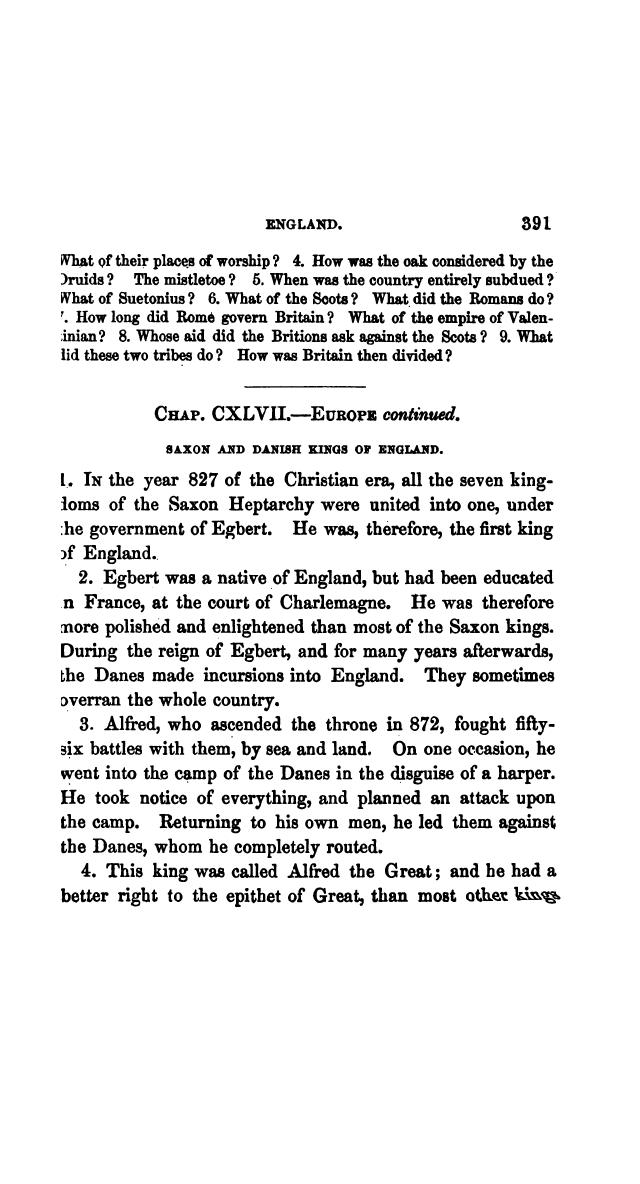 ENGLAND. 391
What of their places of worship? 4. How was the oak considered by the
Druids? The mistletoe? 5. When was the country entirely subdued?
What of Suetonius? 6. What of the Scots? What did the Romans do?
7. How long did Rome govern Britain? What of the empire of Valen-
tinian? 8. Whose aid did the Britions ask against the Scots? 9. What
did these two tribes do? How was Britain then divided?
CHAP. CXLVII.—EUROPE continued.
SAXON AND DANISH KINGS OF ENGLAND.
1. IN the year 827 of the Christian era, all the seven king-
doms of the Saxon Heptarchy were united into one, under
the government of Egbert. He was, therefore, the first king
of England.
2. Egbert was a native of England, but had been educated
in France, at the court of Charlemagne. He was therefore
more polished and enlightened than most of the Saxon kings.
During the reign of Egbert, and for many years afterwards,
the Danes made incursions into England. They sometimes
overran the whole country.
3. Alfred, who ascended the throne in 872, fought fifty-
six battles with them, by sea and land. On one occasion, he
went into the camp of the Danes in the disguise of a harper.
He took notice of everything, and planned an attack upon
the camp. Returning to his own men, he led them against
the Danes, whom he completely routed.
4. This king was called Alfred the Great; and he had a
better right to the epithet of Great, than most other kings